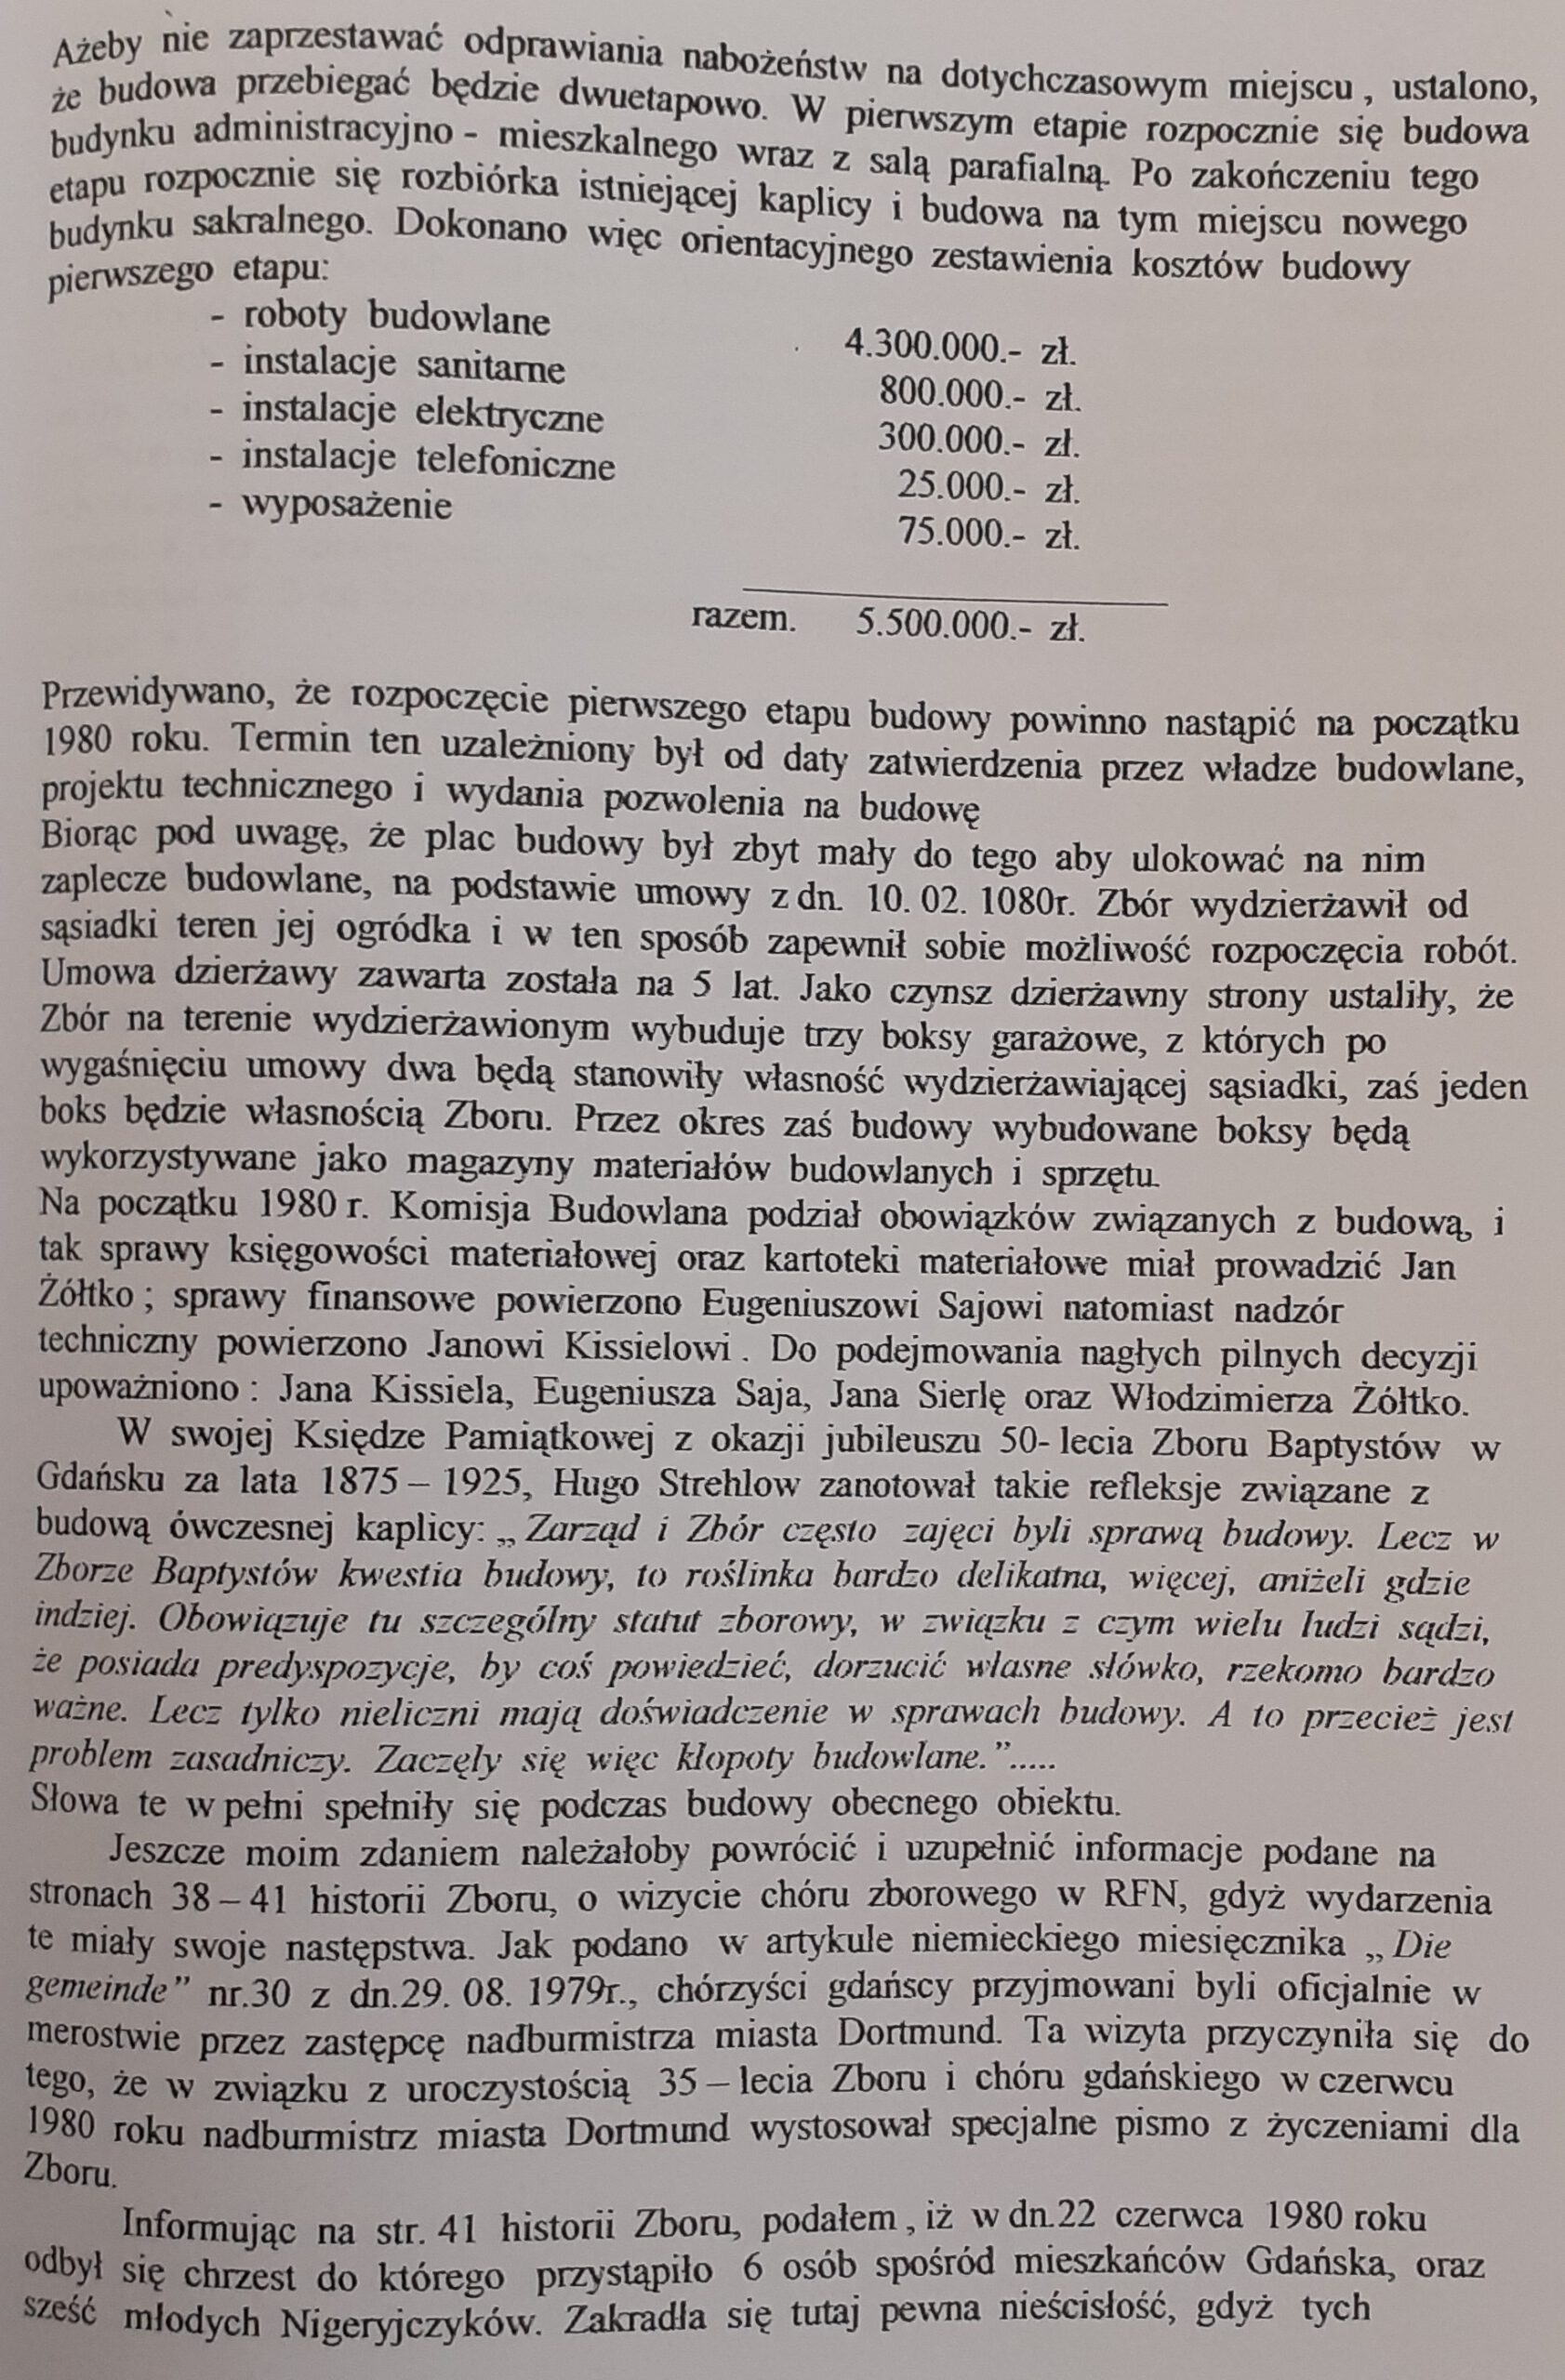 Ażeby nie zaprzestawać odprawiania nabożeństw na dotychczasowym miejscu , ustalono,
że budowa przebiegać będzie dwuetapowo. W pierwszym etapie rozpocznie się budowa
budynku administracyjno - mieszkalnego wraz z salą parafialną. Po zakończeniu tego
etapu rozpocznie się rozbiórka istniejącej kaplicy i budowa na tym miejscu nowego
budynku sakralnego. Dokonano więc orientacyjnego zestawienia kosztów budowy
pierwszego etapu:
- roboty budowlane 4.300.000.- zł.
- instalacje sanitarne 800.000.- zł.
- instalacje elektryczne 300.000.- zł.
- instalacje telefoniczne 25.000.- zł.
- wyposażenie 75.000.- zł.
razem. 5.500.000.- zł.
Przewidywano, że rozpoczęcie pierwszego etapu budowy powinno nastąpić na początku
1980 roku. Termin ten uzależniony był od daty zatwierdzenia przez władze budowlane,
projektu technicznego i wydania pozwolenia na budowę
Biorąc pod uwagę, że plac budowy był zbyt mały do tego aby ulokować na nim
zaplecze budowlane, na podstawie umowy z dn. 10. 02. 1080r. Zbór wydzierżawił od
sąsiadki teren jej ogródka i w ten sposób zapewnił sobie możliwość rozpoczęcia robót.
Umowa dzierżawy zawarta została na 5 lat. Jako czynsz dzierżawny strony ustaliły, że
Zbór na terenie wydzierżawionym wybuduje trzy boksy garażowe, z których po
wygaśnięciu umowy dwa będą stanowiły własność wydzierżawiającej sąsiadki, zaś jeden
boks będzie własnością Zboru. Przez okres zaś budowy wybudowane boksy będą
wykorzystywane jako magazyny materiałów budowlanych i sprzętu.
Na początku 1980 r. Komisja Budowlana podział obowiązków związanych z budową, i
tak sprawy księgowości materiałowej oraz kartoteki materiałowe miał prowadzić Jan
Żółtko ; sprawy finansowe powierzono Eugeniuszowi Sajowi natomiast nadzór
techniczny powierzono Janowi Kissielowi . Do podejmowania nagłych pilnych decyzji
upoważniono : Jana Kissiela, Eugeniusza Saja, Jana Sierlę oraz Włodzimierza Żółtko.
W swojej Księdze Pamiątkowej z okazji jubileuszu 50- lecia Zboru Baptystów w
Gdańsku za lata 1875 – 1925, Hugo Strehlow zanotował takie refleksje związane z
budową ówczesnej kaplicy: „ Zarząd i Zbór często zajęci byli sprawą budowy. Lecz w
Zborze Baptystów kwestia budowy, to roślinka bardzo delikatna, więcej, aniżeli gdzie
indziej. Obowiązuje tu szczególny statut zborowy, w związku z czym wielu ludzi sądzi,
że posiada predyspozycje, by coś powiedzieć, dorzucić własne słówko, rzekomo bardzo
ważne. Lecz tylko nieliczni mają doświadczenie w sprawach budowy. A to przecież jest
problem zasadniczy. Zaczęły się więc kłopoty budowlane.”.....
Słowa te w pełni spełniły się podczas budowy obecnego obiektu.
Jeszcze moim zdaniem należałoby powrócić i uzupełnić informacje podane na
stronach 38 – 41 historii Zboru, o wizycie chóru zborowego w RFN, gdyż wydarzenia
te miały swoje następstwa. Jak podano w artykule niemieckiego miesięcznika „ Die
gemeinde” nr.30 z dn.29. 08. 1979r., chórzyści gdańscy przyjmowani byli oficjalnie w
merostwie przez zastępcę nadburmistrza miasta Dortmund. Ta wizyta przyczyniła się do
tego, że w związku z uroczystością 35 – lecia Zboru i chóru gdańskiego w czerwcu
1980 roku nadburmistrz miasta Dortmund wystosował specjalne pismo z życzeniami dla
Zboru.
Informując na str. 41 historii Zboru, podałem , iż w dn.22 czerwca 1980 roku
odbył się chrzest do którego przystąpiło 6 osób spośród mieszkańców Gdańska, oraz
sześć młodych Nigeryjczyków. Zakradła się tutaj pewna nieścisłość, gdyż tych